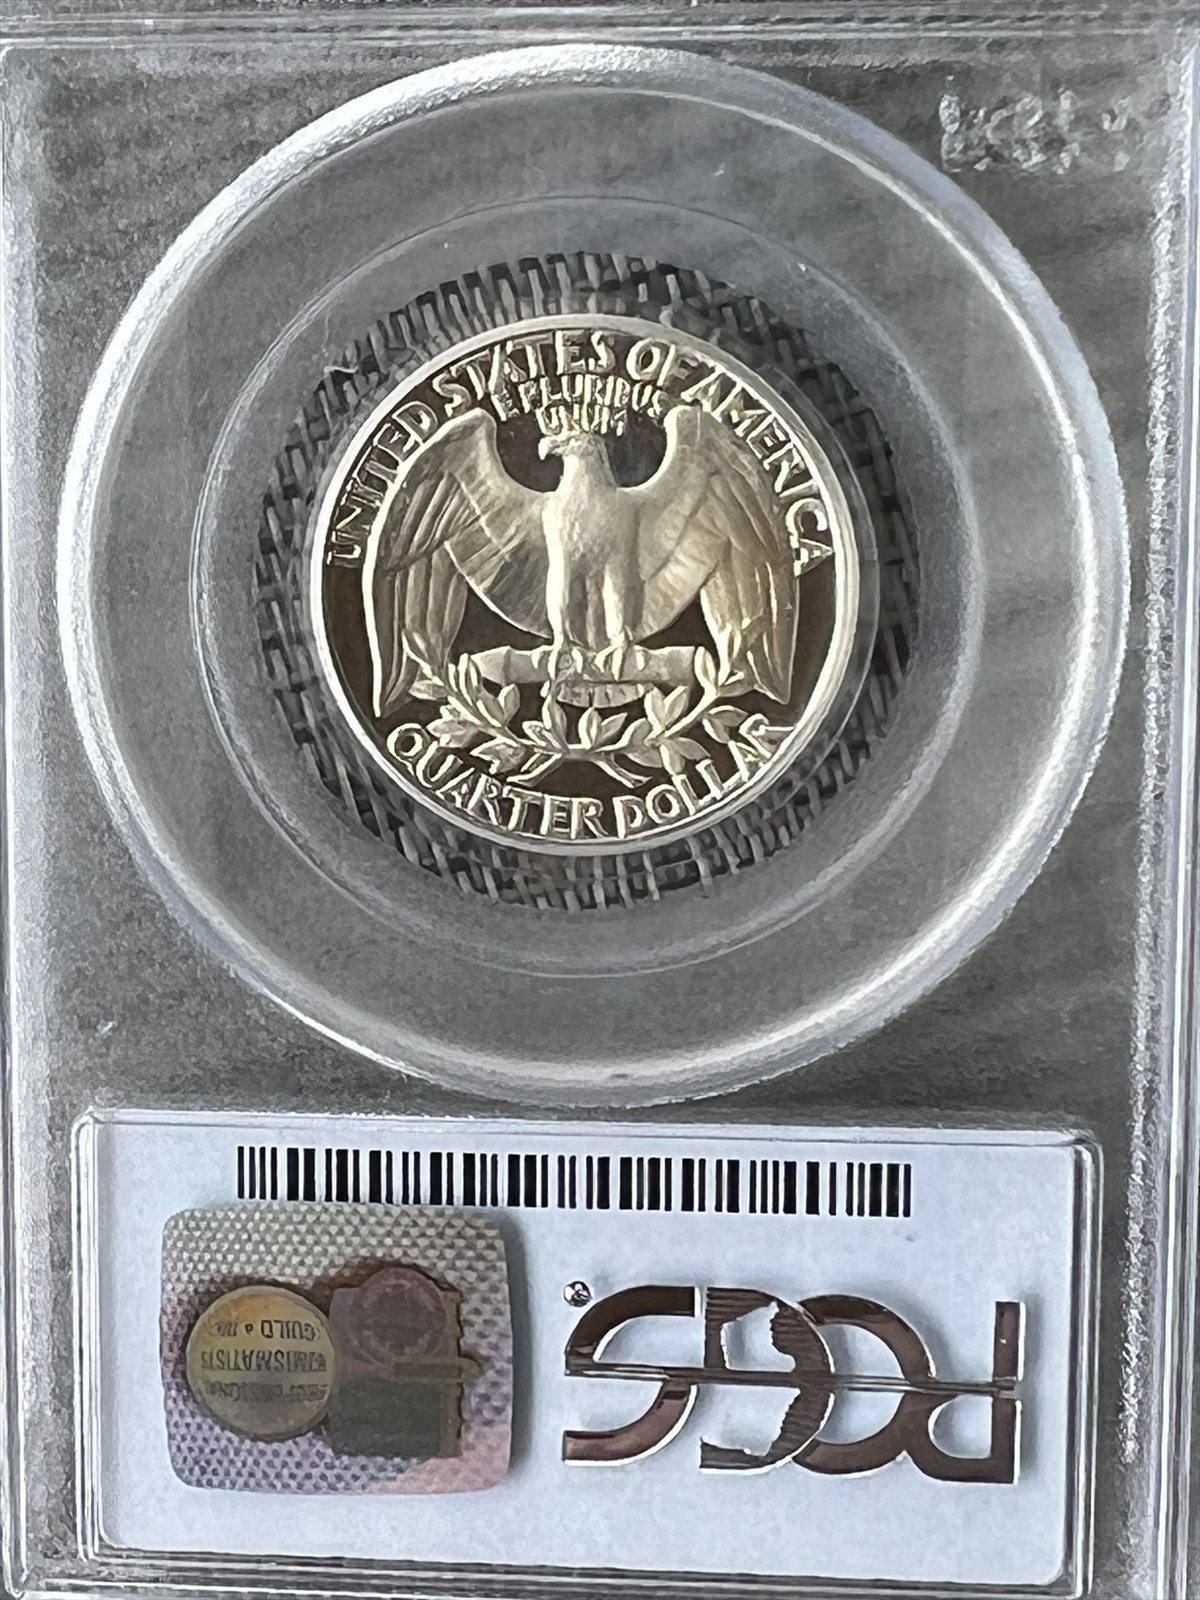 UNITED STATES OF AMERICA
E PLURIBUS
UNUM
QUARTER DOLLAR
PCGS
PROFESSIONAL
NUMISMATISTS
GUILD • INC.